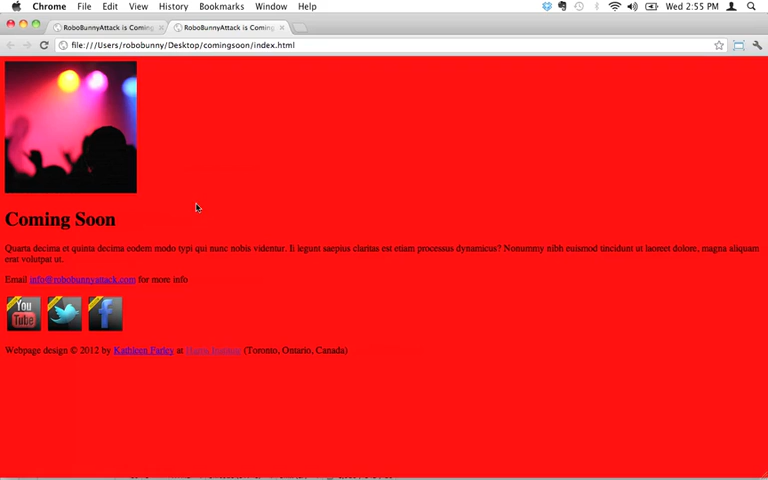 Chrome File Edit View History Bookmarks Window Help Wed 2:55 PM
RoboBunnyAttack is Coming RoboBunnyAttack is Coming
file:///Users/robobunny/Desktop/comingsoon/index.html
Coming Soon
Quarta decima et quinta decima eodem modo typi qui nunc nobis videntur. Ii legunt saepius claritas est etiam processus dynamicus? Nonummy nibh euismod tincidunt ut laoreet dolore, magna aliquam
erat volutpat ut.
Email info@robobunnyattack.com for more info
You
Tube
Webpage design © 2012 by Kathleen Farley at (Toronto, Ontario, Canada)